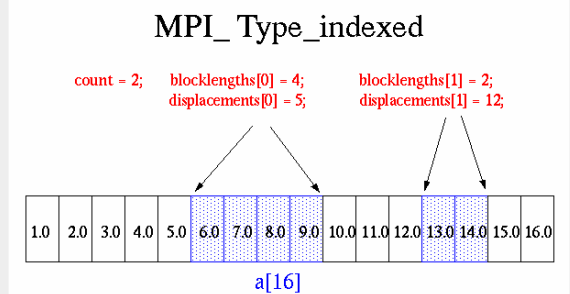 MPI_ Type_indexed
count = 2; blocklengths[0] = 4; blocklengths[1] = 2;
displacements[0] = 5; displacements[1] = 12;
1.0 2.0 3.0 4.0 5.0 6.0 7.0 8.0 9.0 10.0 11.0 12.0 13.0 14.0 15.0 16.0
a[16]